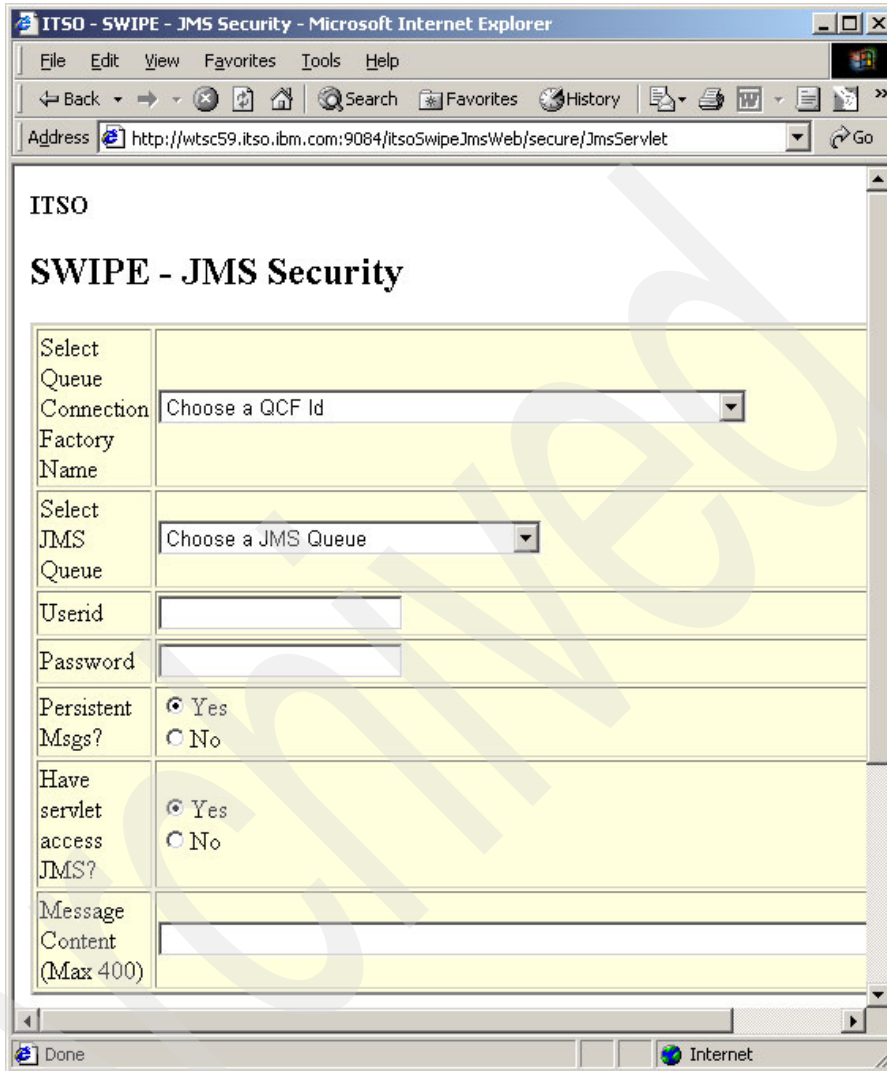 ITSO - SWIPE - JMS Security - Microsoft Internet Explorer
File Edit View Favorites Tools Help
Back Search Favorites History
Address http://wtsc59.itso.ibm.com:9084/itsoSwipeJmsWeb/secure/JmsServlet Go
ITSO
SWIPE - JMS Security
Select
Queue
Connection
Factory
Name
Choose a QCF Id
Select
JMS
Queue
Choose a JMS Queue
Userid
Password
Persistent
Msgs?
Yes
No
Have
servlet
access
JMS?
Yes
No
Message
Content
(Max 400)
Done Internet
Archived